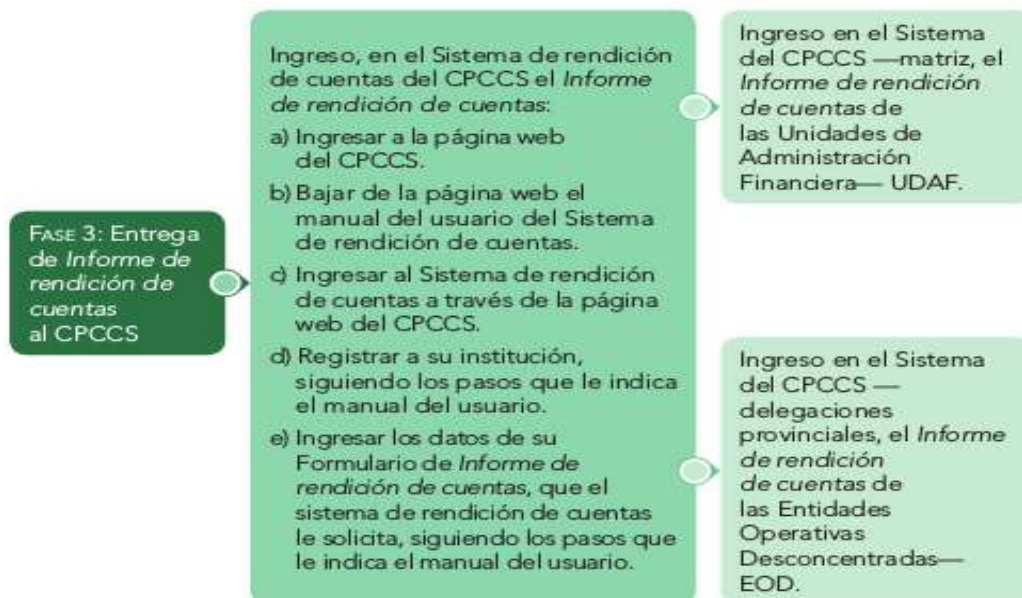 FASE 3: Entrega
de Informe de
rendición de
cuentas
al CPCCS
Ingreso, en el Sistema de rendición
de cuentas del CPCCS el Informe
de rendición de cuentas:
a) Ingresar a la página web
del CPCCS.
b) Bajar de la página web el
manual del usuario del Sistema
de rendición de cuentas.
c) Ingresar al Sistema de rendición
de cuentas a través de la página
web del CPCCS.
d) Registrar a su institución,
siguiendo los pasos que le indica
el manual del usuario.
e) Ingresar los datos de su
Formulario de Informe de
rendición de cuentas, que el
sistema de rendición de cuentas
le solicita, siguiendo los pasos que
le indica el manual del usuario.
Ingreso en el Sistema
del CPCCS —matriz, el
Informe de rendición
de cuentas de
las Unidades de
Administración
Financiera— UDAF.
Ingreso en el Sistema
del CPCCS —
delegaciones
provinciales, el Informe
de rendición
de cuentas de
las Entidades
Operativas
Desconcentradas—
EOD.